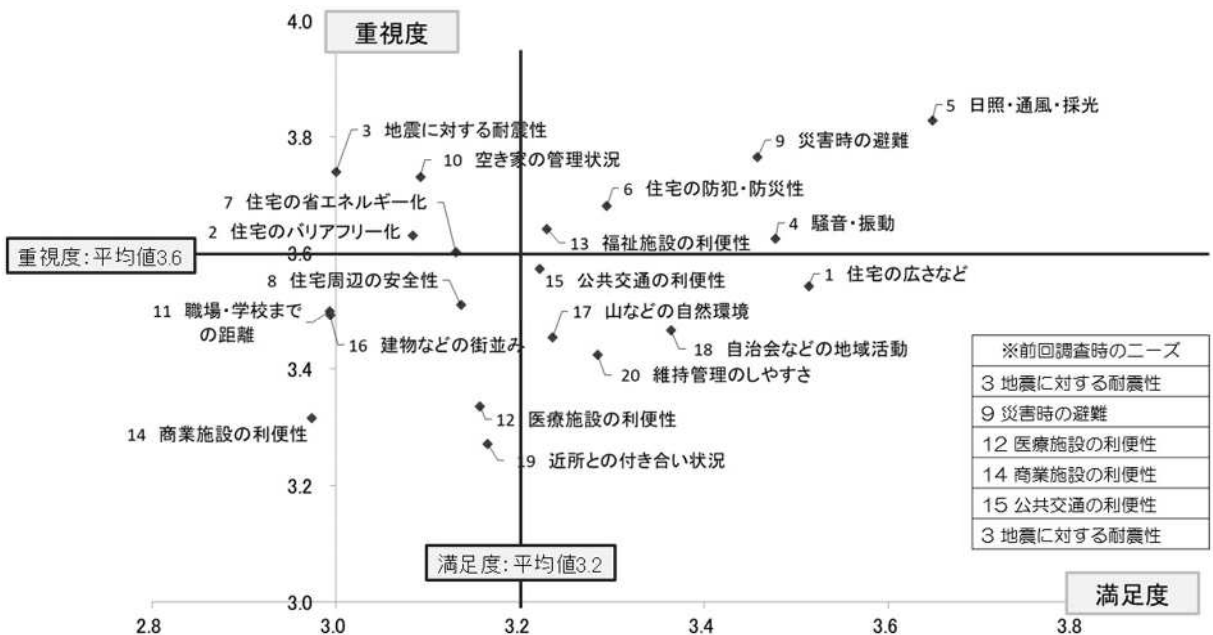 4.0
重視度
5 日照・通風・採光
3.8
3 地震に対する耐震性
9 災害時の避難
10 空き家の管理状況
6 住宅の防犯・防災性
7 住宅の省エネルギー化
4 騒音・振動
2 住宅のバリアフリー化
13 福祉施設の利便性
重視度:平均値3.6
3.6
8 住宅周辺の安全性
15 公共交通の利便性
1 住宅の広さなど
11 職場・学校まで
の距離
17 山などの自然環境
16 建物などの街並み
18 自治会などの地域活動
3.4
20 維持管理のしやすさ
12 医療施設の利便性
14 商業施設の利便性
19 近所との付き合い状況
3.2
※前回調査時のニーズ
3 地震に対する耐震性
9 災害時の避難
12 医療施設の利便性
14 商業施設の利便性
15 公共交通の利便性
3 地震に対する耐震性
満足度:平均値3.2
満足度
3.0
2.8
3.0
3.2
3.4
3.6
3.8